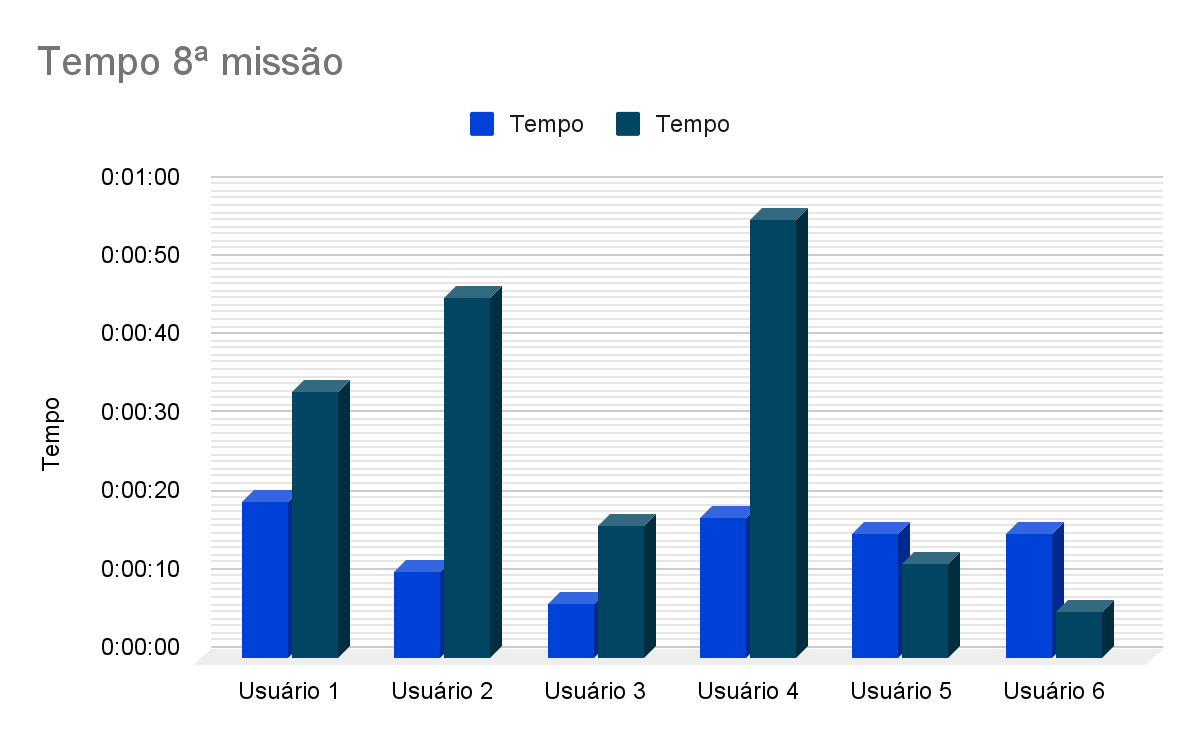 Tempo 8ª missão
Tempo Tempo
0:01:00
0:00:50
0:00:40
0:00:30
0:00:20
0:00:10
0:00:00
Tempo
Usuário 1 Usuário 2 Usuário 3 Usuário 4 Usuário 5 Usuário 6